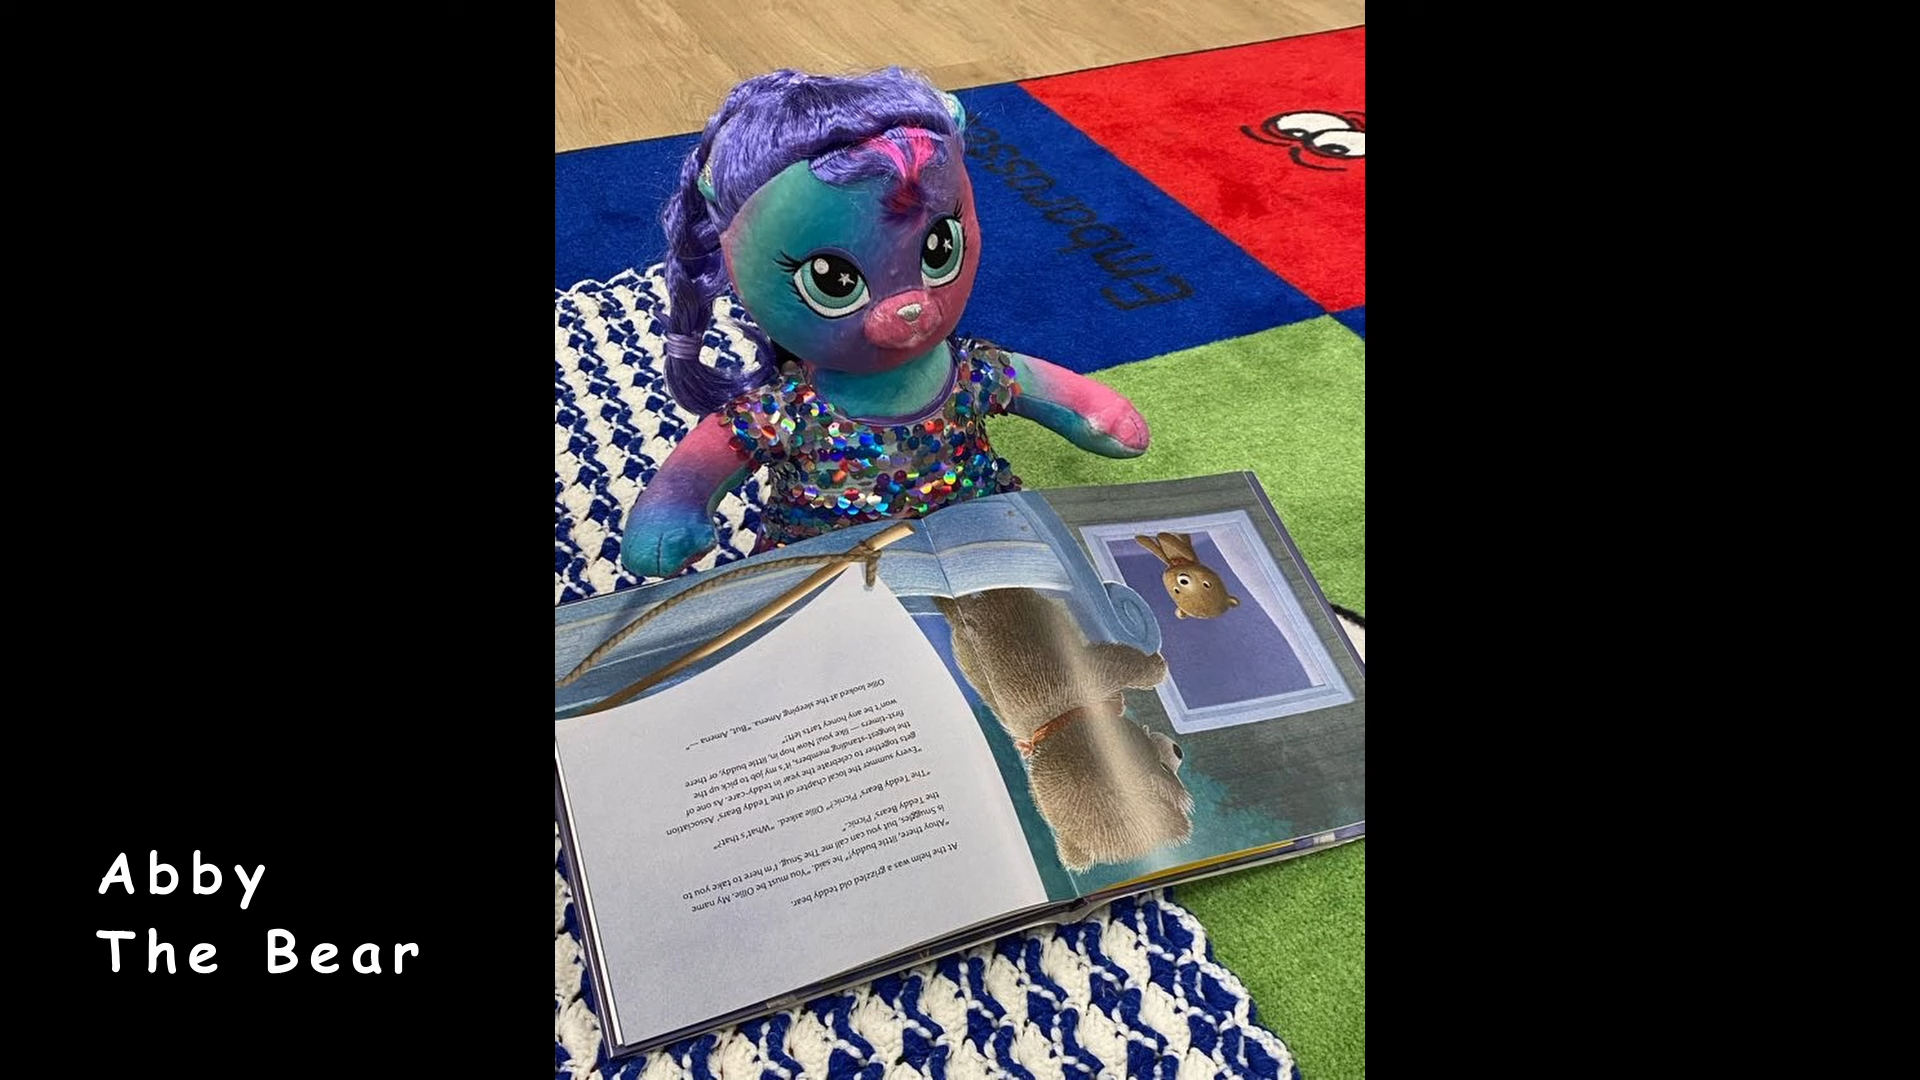 Embarrassed
At the helm was a grizzled old teddy bear.
"Ahoy there, little buddy!" he said. "You must be Ollie. My name
is Snuggles, but you can call me The Snug. I'm here to take you to
the Teddy Bears' Picnic."
"The Teddy Bears' Picnic?" Ollie asked. "What's that?"
"Every summer the local chapter of the Teddy Bears' Association
gets together to celebrate the year in teddy-care. As one of
the longest-standing members, it's my job to pick up the
first-timers — like you! Now hop in, little buddy, or there
won't be any honey tarts left!"
Ollie looked at the sleeping Amena. "But, Amena —"
Abby
The Bear